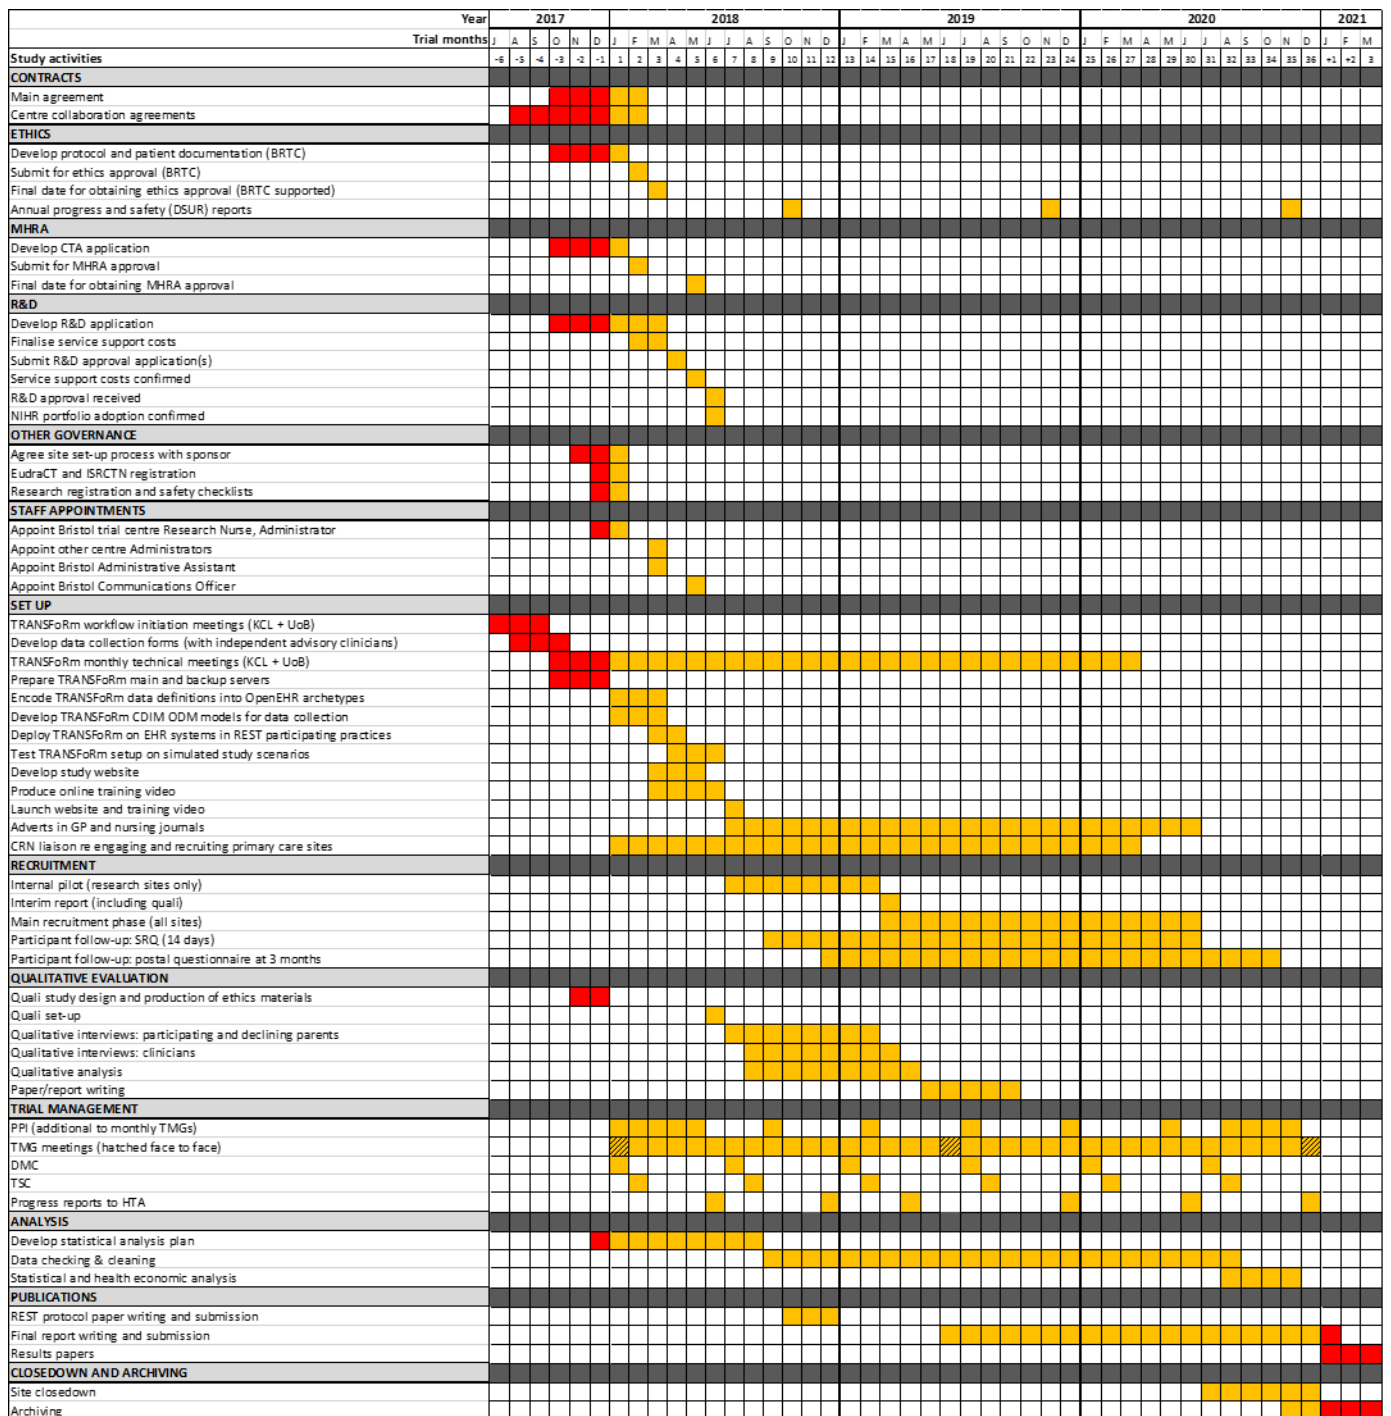 Year 2017 2018 2019 2020 2021
Trial months J A S O N D J F M A M J J A S O N D J F M A M J J A S O N D J F M A M J J A S O N D J F M
Study activities -6 -5 -4 -3 -2 -1 1 2 3 4 5 6 7 8 9 10 11 12 13 14 15 16 17 18 19 20 21 22 23 24 25 26 27 28 29 30 31 32 33 34 35 36 +1 +2 3
CONTRACTS
Main agreement
Centre collaboration agreements
ETHICS
Develop protocol and patient documentation (BRTC)
Submit for ethics approval (BRTC)
Final date for obtaining ethics approval (BRTC supported)
Annual progress and safety (DSUR) reports
MHRA
Develop CTA application
Submit for MHRA approval
Final date for obtaining MHRA approval
R&D
Develop R&D application
Finalise service support costs
Submit R&D approval application(s)
Service support costs confirmed
R&D approval received
NIHR portfolio adoption confirmed
OTHER GOVERNANCE
Agree site set-up process with sponsor
EudraCT and ISRCTN registration
Research registration and safety checklists
STAFF APPOINTMENTS
Appoint Bristol trial centre Research Nurse, Administrator
Appoint other centre Administrators
Appoint Bristol Administrative Assistant
Appoint Bristol Communications Officer
SET UP
TRANSFoRm workflow initiation meetings (KCL + UoB)
Develop data collection forms (with independent advisory clinicians)
TRANSFoRm monthly technical meetings (KCL + UoB)
Prepare TRANSFoRm main and backup servers
Encode TRANSFoRm data definitions into OpenEHR archetypes
Develop TRANSFoRm CDIM ODM models for data collection
Deploy TRANSFoRm on EHR systems in REST participating practices
Test TRANSFoRm setup on simulated study scenarios
Develop study website
Produce online training video
Launch website and training video
Adverts in GP and nursing journals
CRN liaison re engaging and recruiting primary care sites
RECRUITMENT
Internal pilot (research sites only)
Interim report (including quali)
Main recruitment phase (all sites)
Participant follow-up: SRQ (14 days)
Participant follow-up: postal questionnaire at 3 months
QUALITATIVE EVALUATION
Quali study design and production of ethics materials
Quali set-up
Qualitative interviews: participating and declining parents
Qualitative interviews: clinicians
Qualitative analysis
Paper/report writing
TRIAL MANAGEMENT
PPI (additional to monthly TMGs)
TMG meetings (hatched face to face)
DMC
TSC
Progress reports to HTA
ANALYSIS
Develop statistical analysis plan
Data checking & cleaning
Statistical and health economic analysis
PUBLICATIONS
REST protocol paper writing and submission
Final report writing and submission
Results papers
CLOSEDOWN AND ARCHIVING
Site closedown
Archiving